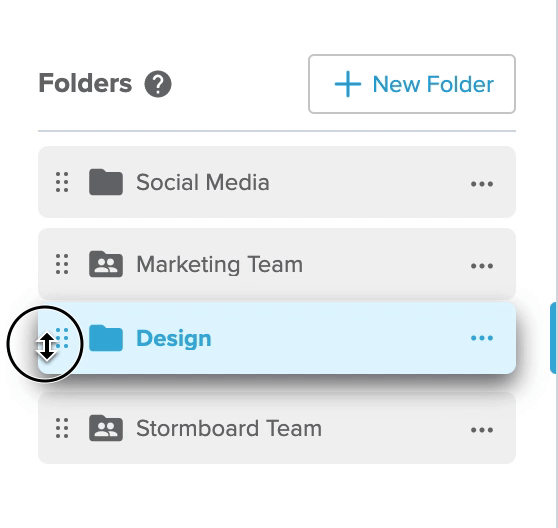 Folders ?
+ New Folder
Social Media
Marketing Team
Design
Stormboard Team